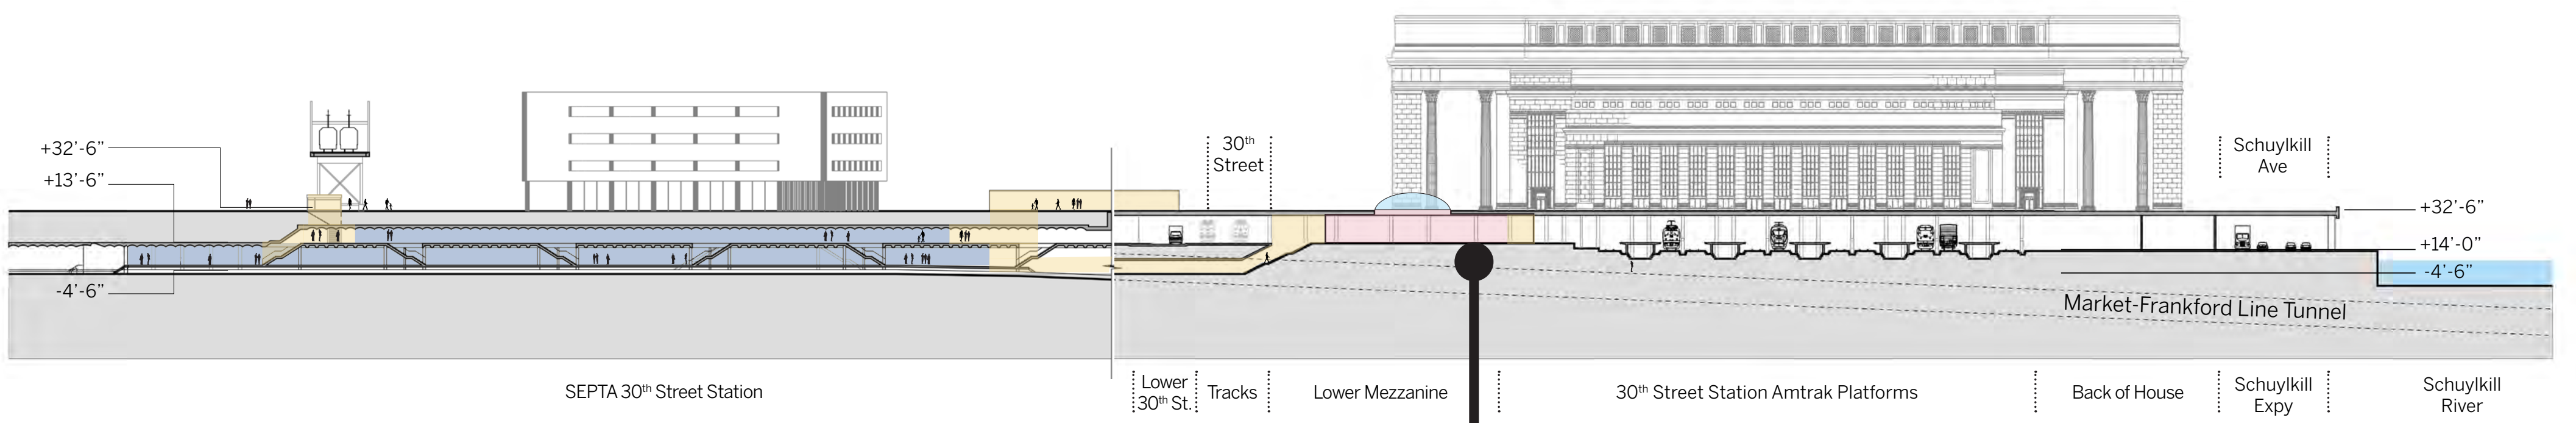 +32'-6"
+13'-6"
-4'-6"
30th
Street
Schuylkill
Ave
+32'-6"
+14'-0"
-4'-6"
Market-Frankford Line Tunnel
SEPTA 30th Street Station
Lower
30th St.
Tracks
Lower Mezzanine
30th Street Station Amtrak Platforms
Back of House
Schuylkill
Expy
Schuylkill
River